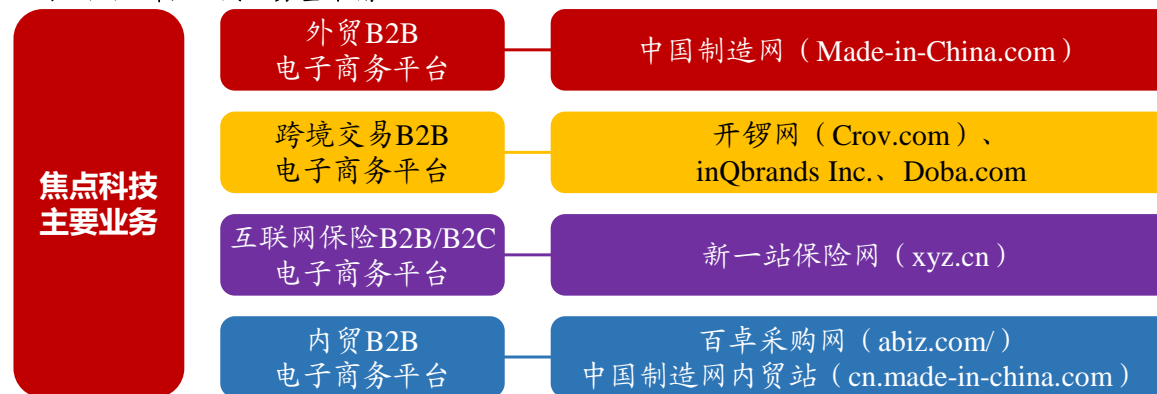 焦点科技
主要业务
外贸B2B
电子商务平台
中国制造网（Made-in-China.com）
跨境交易B2B
电子商务平台
开锣网（Crov.com）、
inQbrands Inc.、Doba.com
互联网保险B2B/B2C
电子商务平台
新一站保险网（xyz.cn）
内贸B2B
电子商务平台
百卓采购网（abiz.com/）
中国制造网内贸站（cn.made-in-china.com）